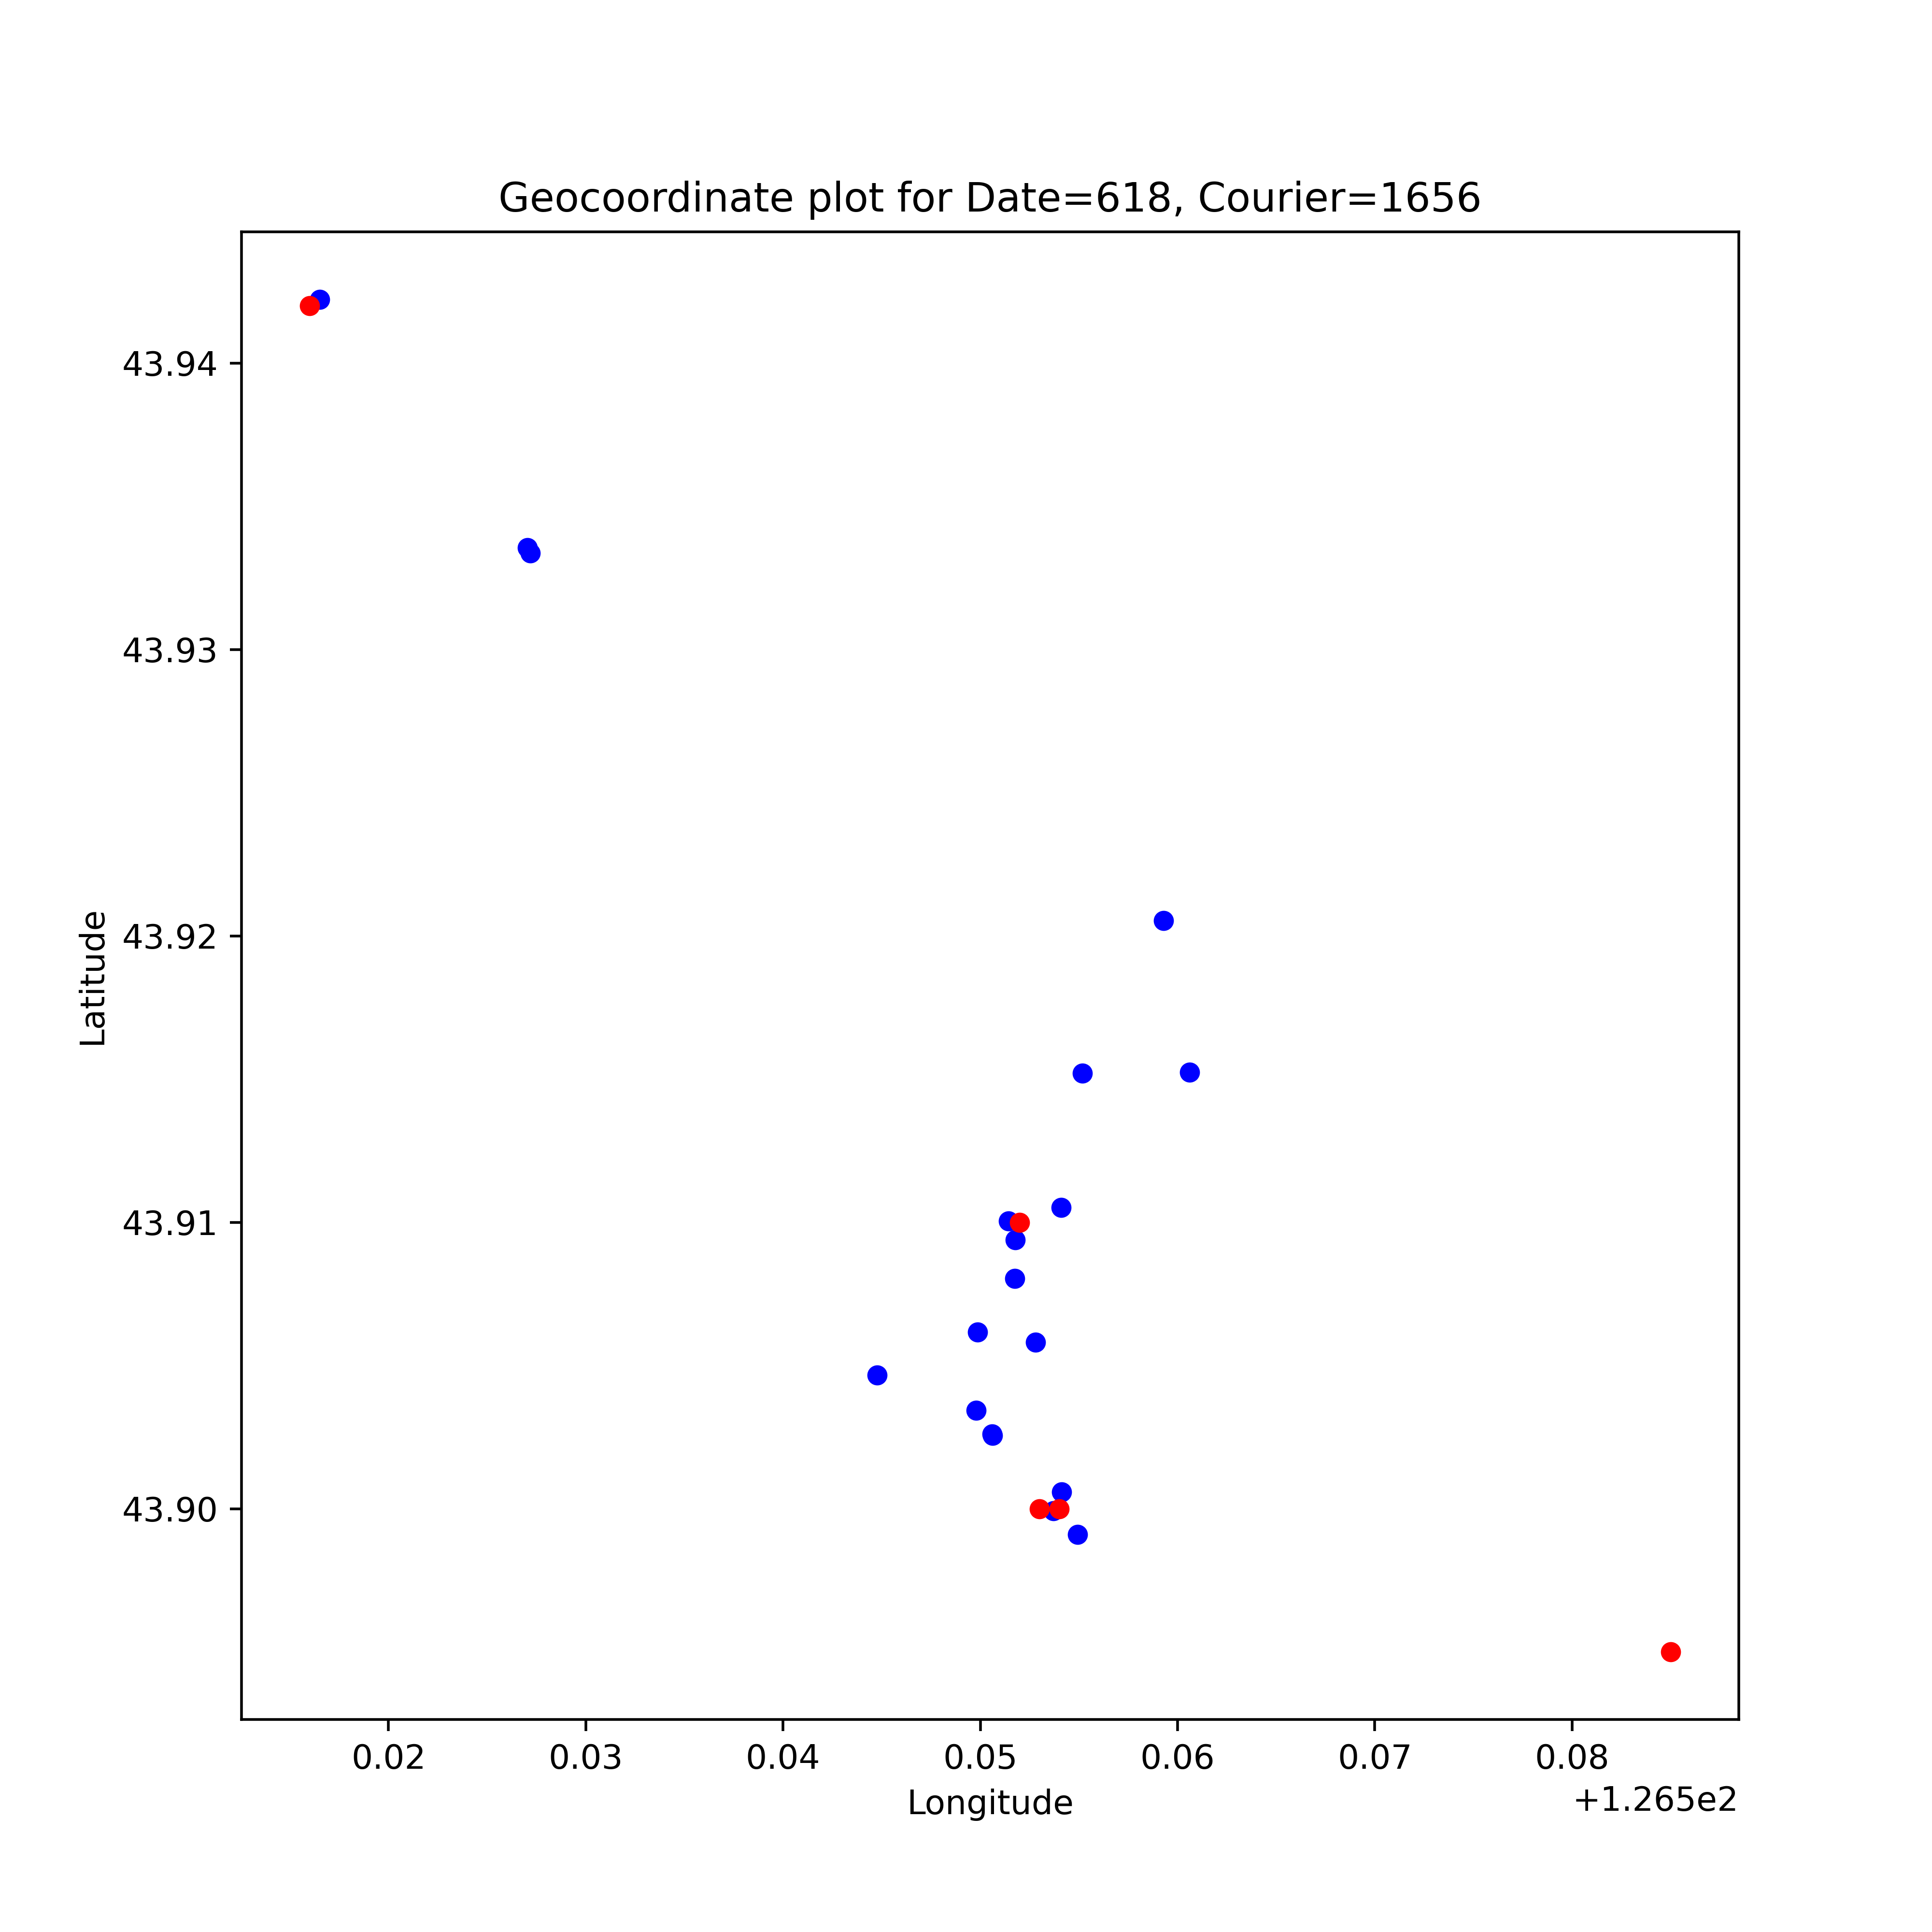 Geocoordinate plot for Date=618, Courier=1656
Latitude
43.94
43.93
43.92
43.91
43.90
0.02 0.03 0.04 0.05 0.06 0.07 0.08
Longitude
+1.265e2